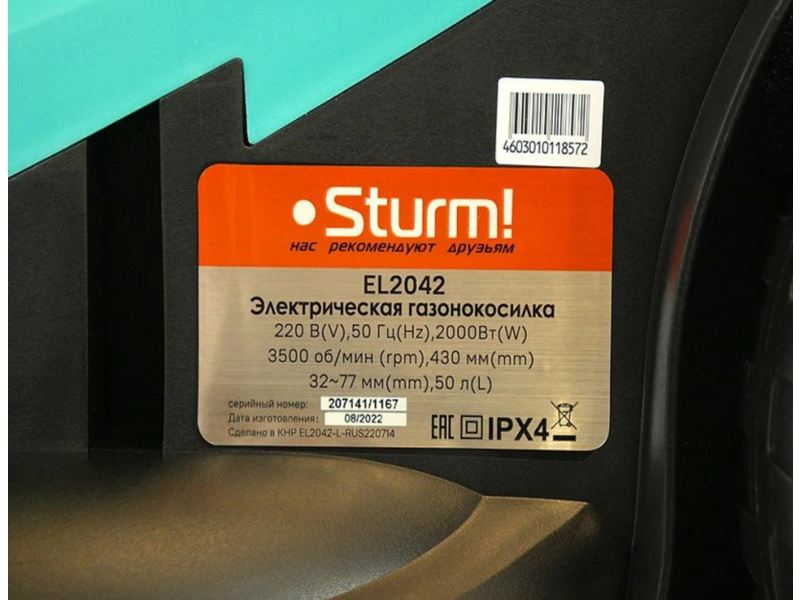 4603010118572
Sturm!
нас рекомендуют друзьям
EL2042
Электрическая газонокосилка
220 В(V),50 Гц(Hz),2000Вт(W)
3500 об/мин (rpm),430 мм(mm)
32~77 мм(mm),50 л(L)
серийный номер: 207141/1167
Дата изготовления: 08/2022
Сделано в КНР EL2042-L-RUS220714
EAC IPX4